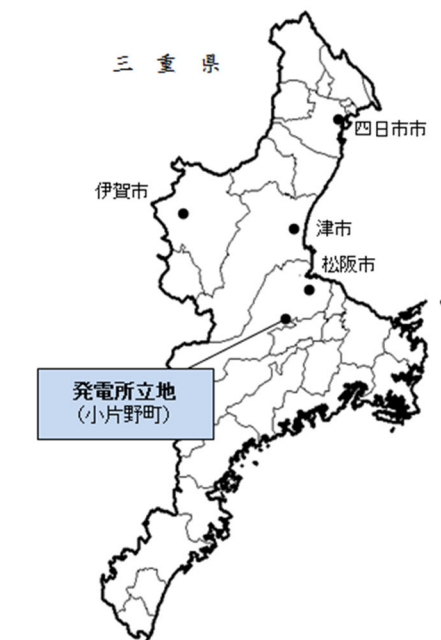 三重県
四日市市
伊賀市
津市
松阪市
発電所立地
(小片野町)